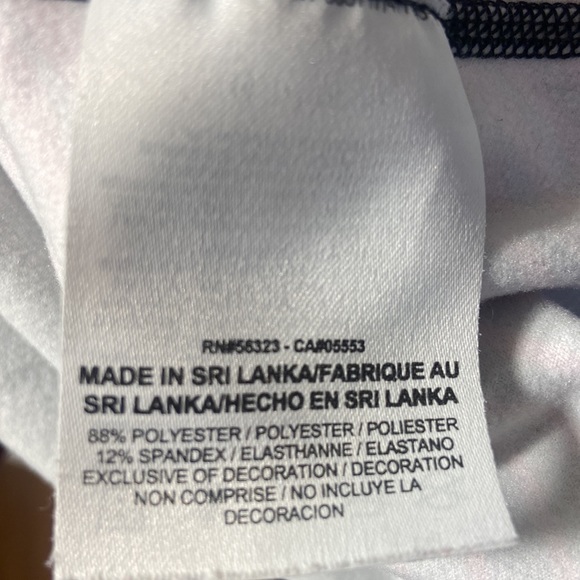 RN#56323 - CA#05553
MADE IN SRI LANKA/FABRIQUE AU
SRI LANKA/HECHO EN SRI LANKA
88% POLYESTER / POLYESTER / POLIESTER
12% SPANDEX / ELASTHANNE / ELASTANO
EXCLUSIVE OF DECORATION / DECORATION
NON COMPRISE / NO INCLUYE LA
DECORACION